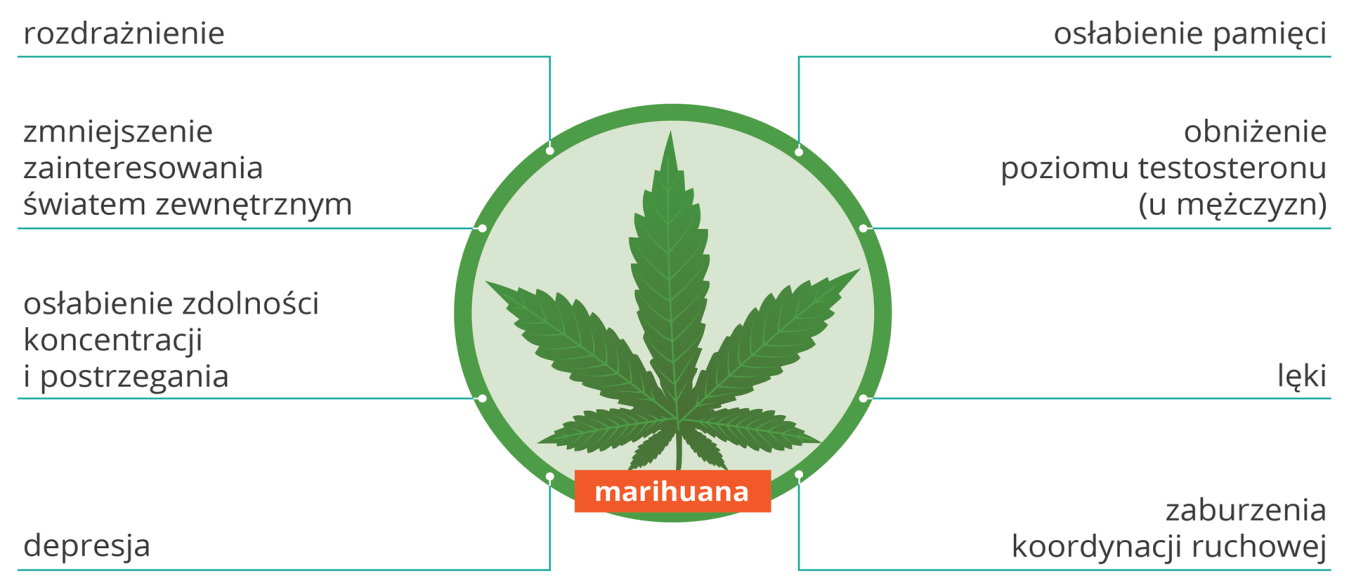 rozdrażnienie
zmniejszenie
zainteresowania
światem zewnętrznym
osłabienie zdolności
koncentracji
i postrzegania
depresja
marihuana
osłabienie pamięci
obniżenie
poziomu testosteronu
(u mężczyzn)
lęki
zaburzenia
koordynacji ruchowej